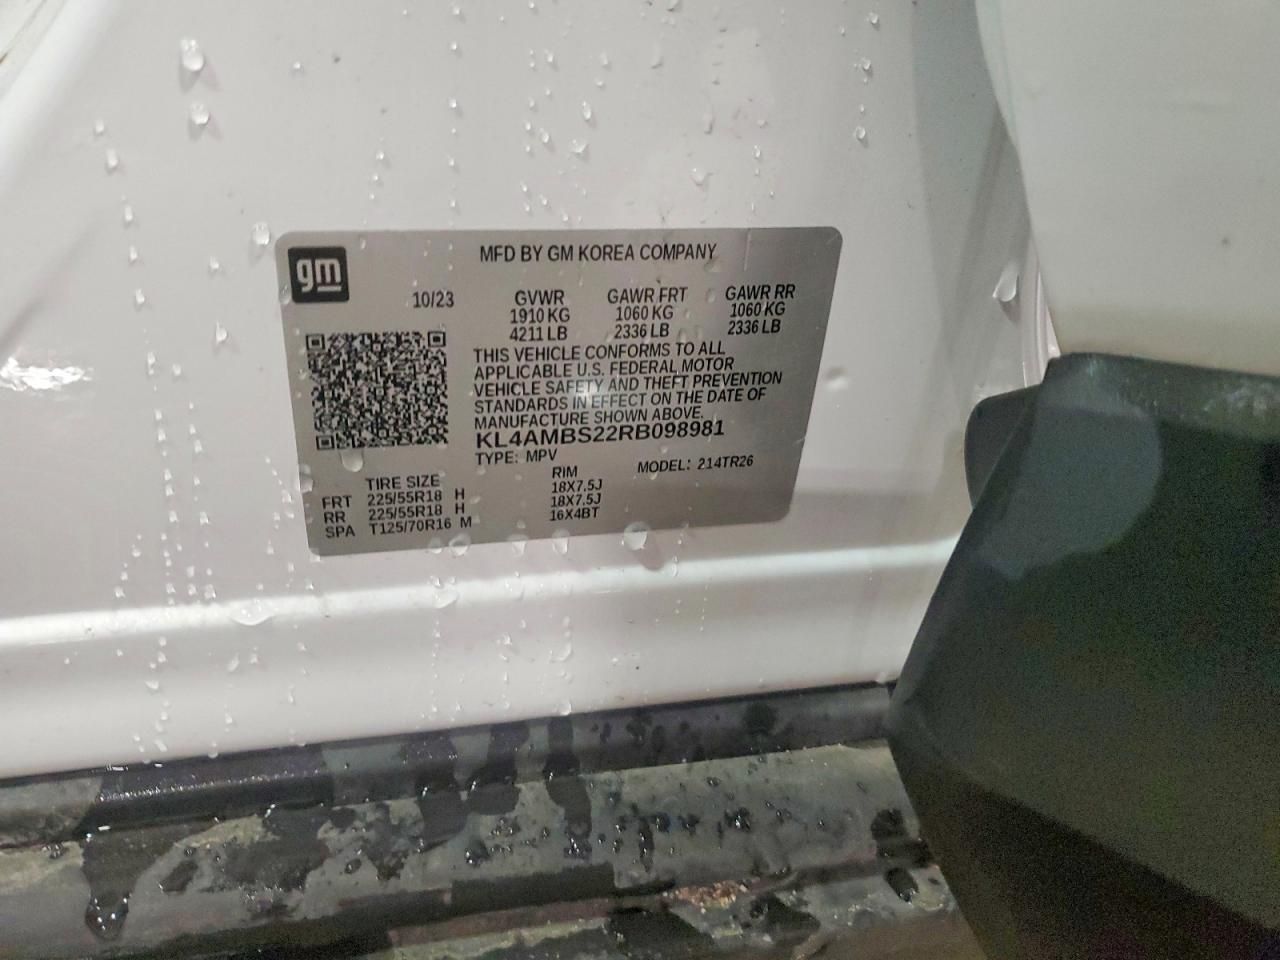 gm
MFD BY GM KOREA COMPANY
10/23 GVWR GAWR FRT GAWR RR
1910 KG 1060 KG 1060 KG
4211 LB 2336 LB 2336 LB
THIS VEHICLE CONFORMS TO ALL
APPLICABLE U.S. FEDERAL MOTOR
VEHICLE SAFETY AND THEFT PREVENTION
STANDARDS IN EFFECT ON THE DATE OF
MANUFACTURE SHOWN ABOVE.
KL4AMBS22RB098981
TYPE: MPV
MODEL: 214TR26
TIRE SIZE RIM
FRT 225/55R18 H 18X7.5J
RR 225/55R18 H 18X7.5J
SPA T125/70R16 M 16X4BT